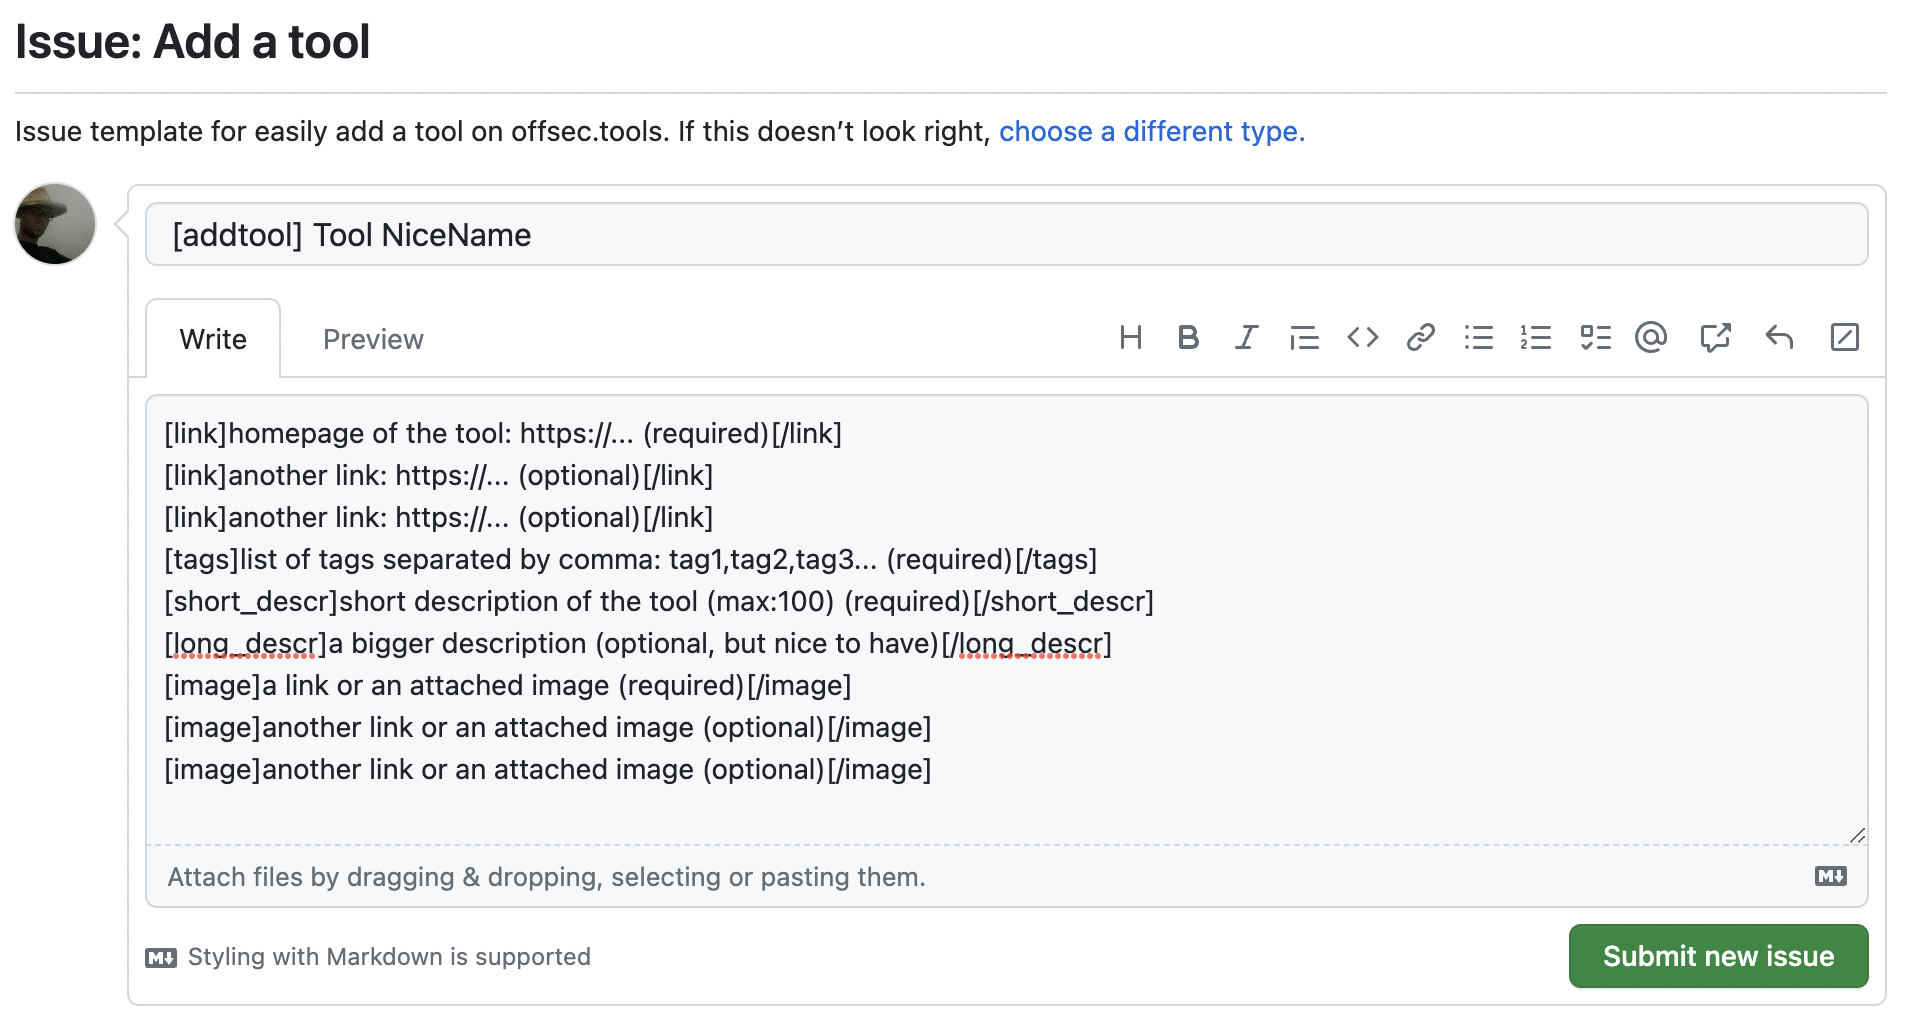 Issue: Add a tool
Issue template for easily add a tool on offsec.tools. If this doesn’t look right, choose a different type.
[addtool] Tool NiceName
Write Preview
[link]homepage of the tool: https://... (required)[/link]
[link]another link: https://... (optional)[/link]
[link]another link: https://... (optional)[/link]
[tags]list of tags separated by comma: tag1,tag2,tag3... (required)[/tags]
[short_descr]short description of the tool (max:100) (required)[/short_descr]
[long_descr]a bigger description (optional, but nice to have)[/long_descr]
[image]a link or an attached image (required)[/image]
[image]another link or an attached image (optional)[/image]
[image]another link or an attached image (optional)[/image]
Attach files by dragging & dropping, selecting or pasting them.
Styling with Markdown is supported
Submit new issue